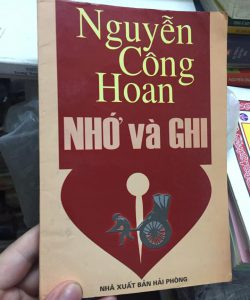 Nguyễn
Công
Hoan
NHỚ và GHI
NHÀ XUẤT BẢN HẢI PHÒNG